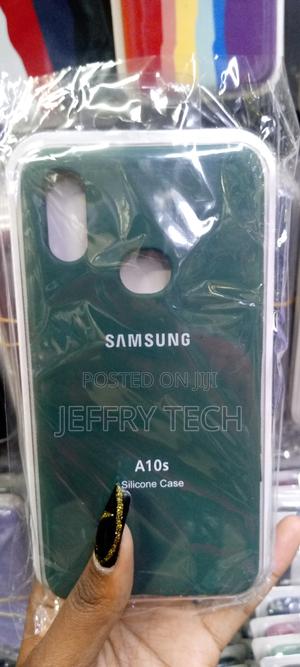 SAMSUNG
POSTED ON JIJI
JEFFRY TECH
A10s
Silicone Case